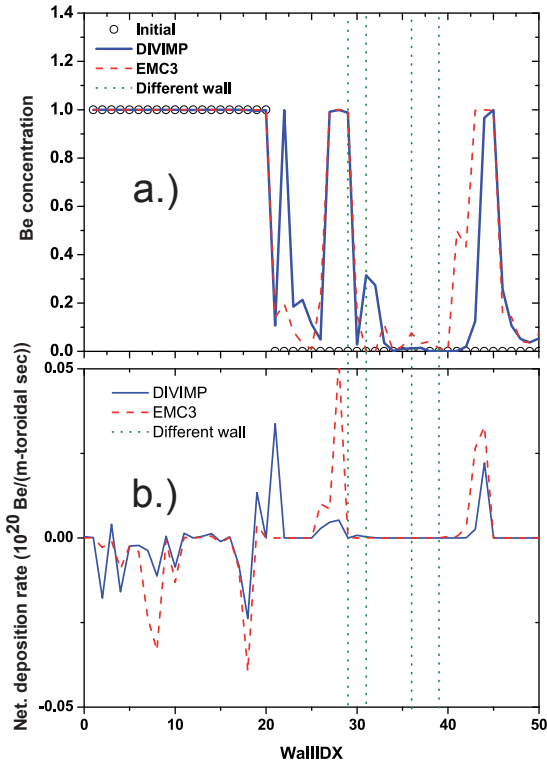 1.4
1.2
1.0
0.8
0.6
0.4
0.2
0.0
Be concentration
Initial
DIVIMP
EMC3
Different wall
a.)
0.05
0.00
-0.05
Net. deposition rate (10^20 Be/(m-toroidal sec))
DIVIMP
EMC3
Different wall
b.)
0 10 20 30 40 50
WallIDX